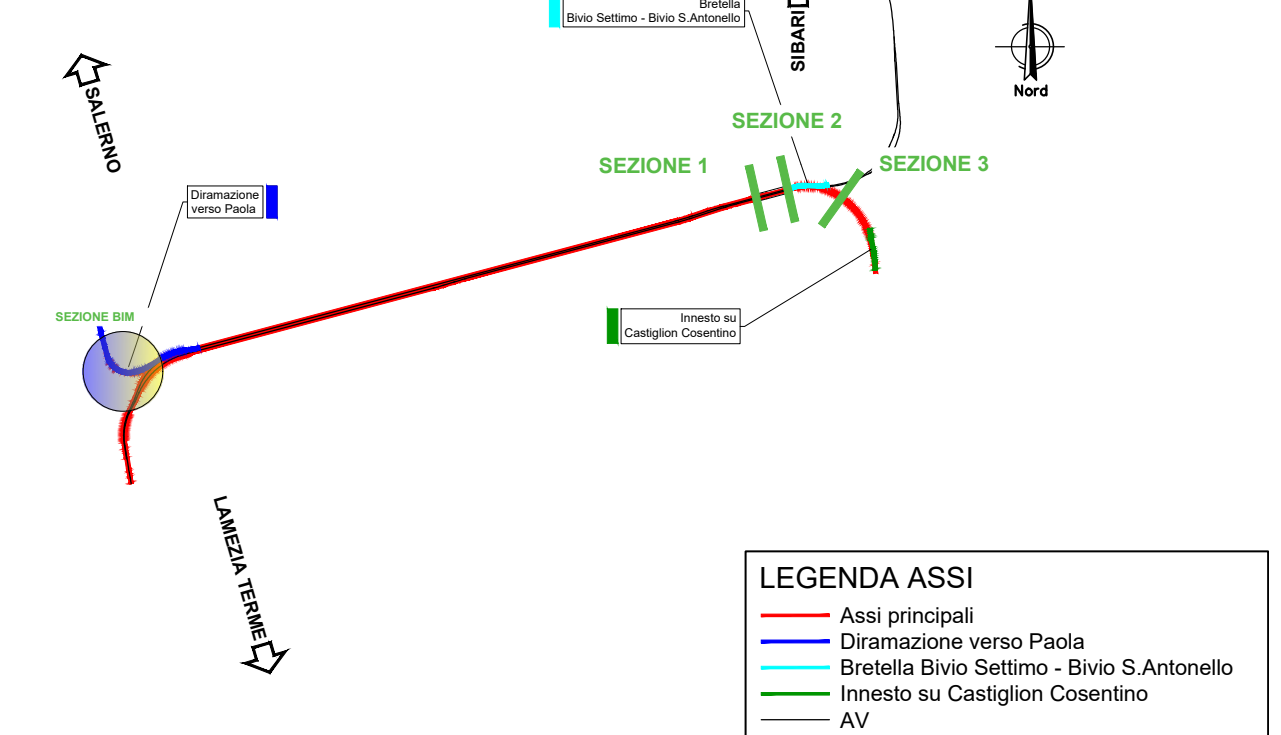 Bretella
Bivio Settimo - Bivio S.Antonello
SIBARI
Nord
SALERNO
SEZIONE 2
SEZIONE 1
SEZIONE 3
Diramazione
verso Paola
SEZIONE BIM
Innesto su
Castiglion Cosentino
LAMEZIA TERME
LEGENDA ASSI
Assi principali
Diramazione verso Paola
Bretella Bivio Settimo - Bivio S.Antonello
Innesto su Castiglion Cosentino
AV